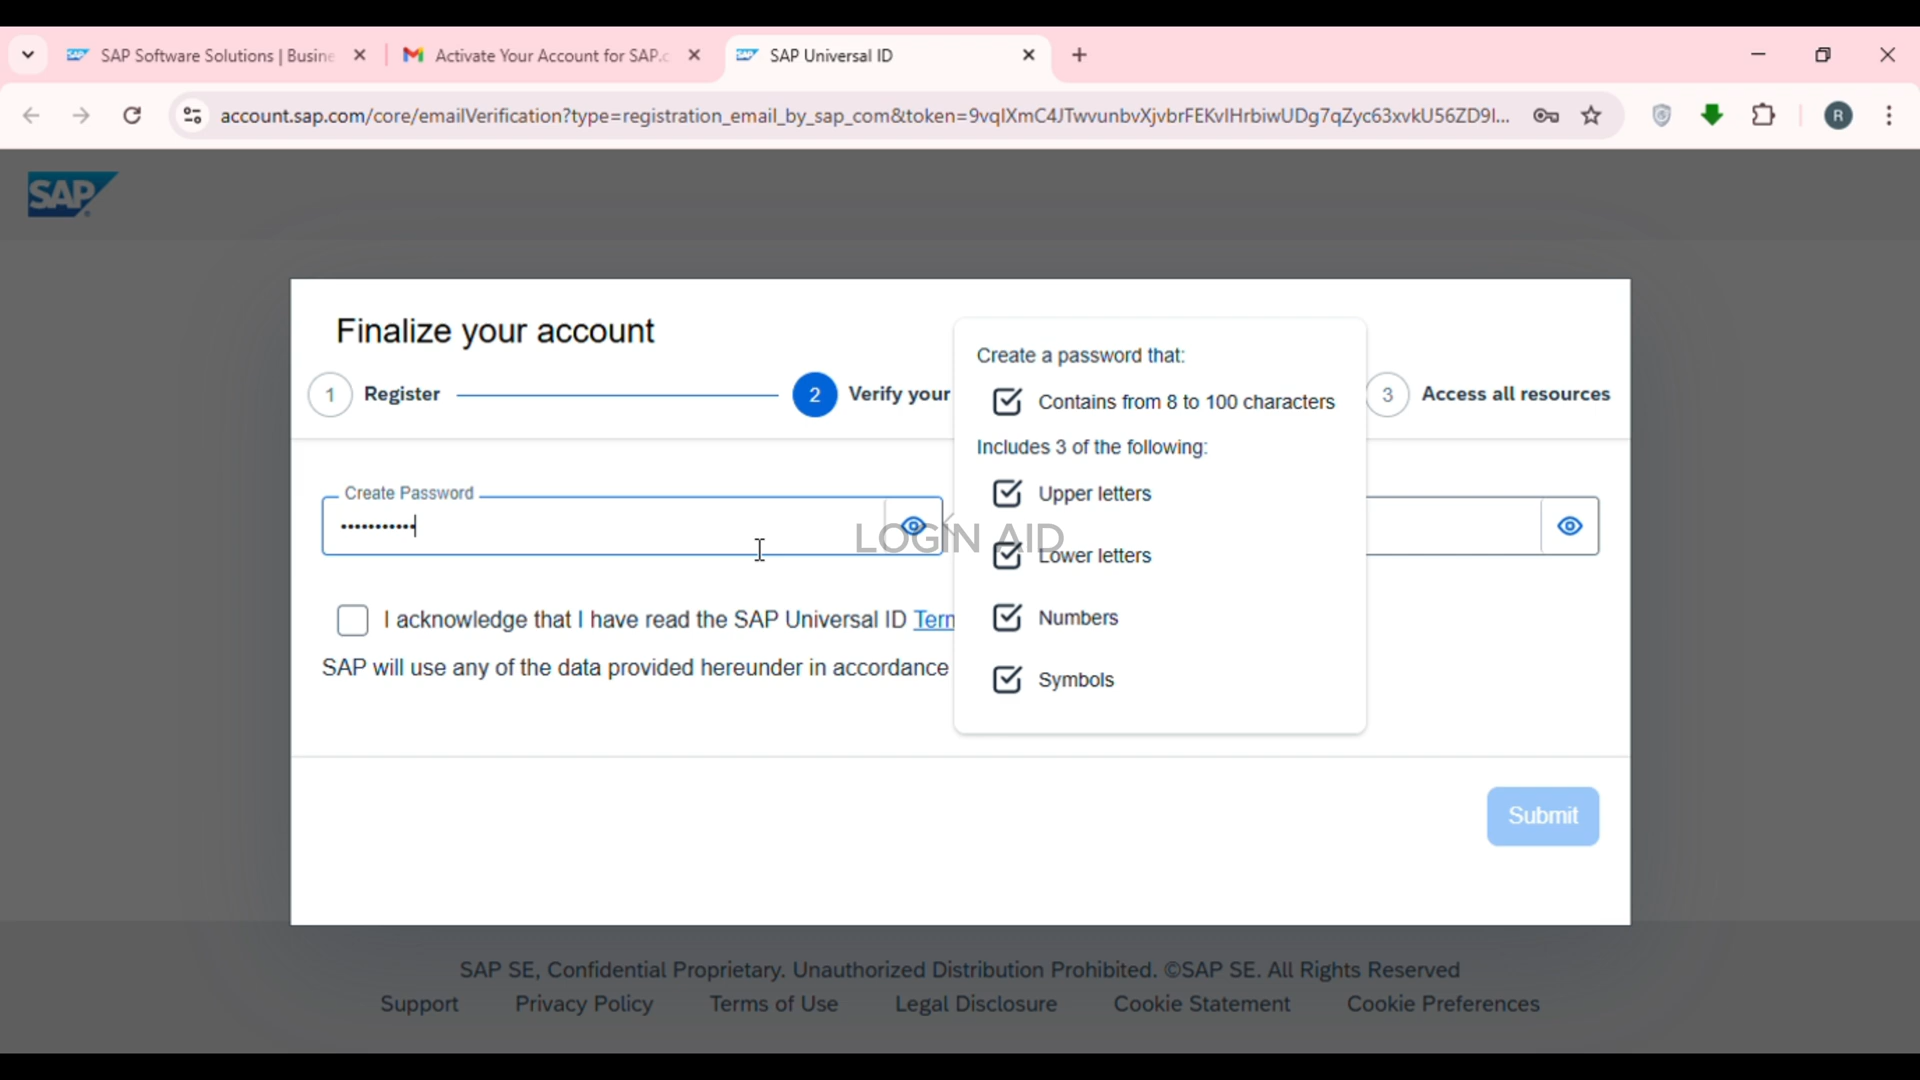 SAP Software Solutions | Busine
Activate Your Account for SAP.c
SAP Universal ID
account.sap.com/core/emailVerification?type=registration_email_by_sap_com&token=9vqIXmC4JTwvunbvXjvbrFEKvIHrbiwUDg7qZyc63xvkU56ZD9I...
R
SAP
Finalize your account
1 Register
2 Verify your
3 Access all resources
Create a password that:
Contains from 8 to 100 characters
Includes 3 of the following:
Upper letters
Lower letters
Numbers
Symbols
Create Password
LOGIN AID
I acknowledge that I have read the SAP Universal ID Term
SAP will use any of the data provided hereunder in accordance
Submit
SAP SE, Confidential Proprietary. Unauthorized Distribution Prohibited. ©SAP SE. All Rights Reserved
Support Privacy Policy Terms of Use Legal Disclosure Cookie Statement Cookie Preferences